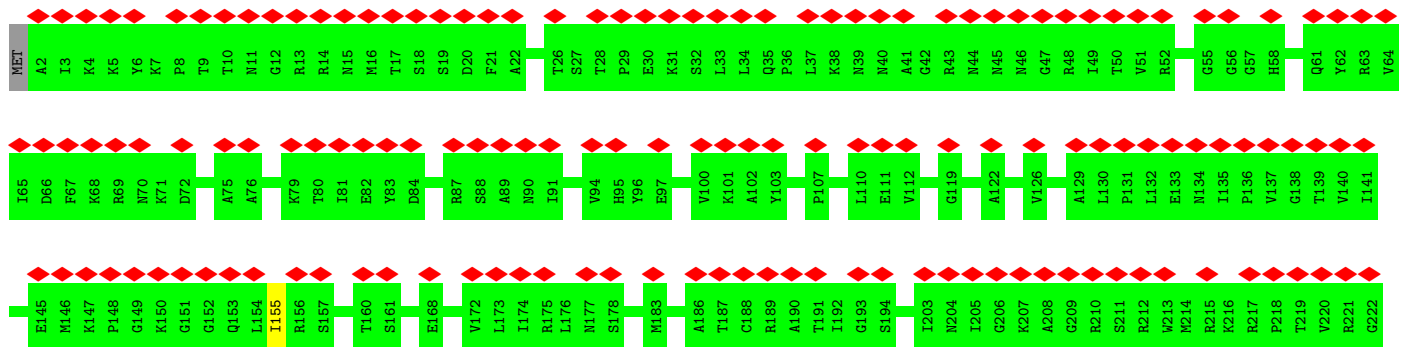 MET A2 I3 K4 K5 Y6 K7 P8 T9 T10 N11 G12 R13 R14 N15 M16 T17 S18 S19 D20 F21 A22 T26 S27 T28 P29 E30 K31 S32 L33 L34 Q35 P36 L37 K38 N39 N40 A41 G42 R43 N44 N45 N46 G47 R48 I49 T50 V51 R52 G55 G56 G57 H58 Q61 Y62 R63 V64
I65 D66 F67 K68 R69 N70 K71 D72 A75 A76 K79 T80 I81 E82 Y83 D84 R87 S88 A89 N90 I91 V94 H95 Y96 E97 V100 K101 A102 Y103 P107 L110 E111 V112 G119 A122 V126 A129 L130 P131 L132 E133 N134 I135 P136 V137 G138 T139 V140 I141
E145 M146 K147 P148 G149 K150 G151 G152 Q153 L154 I155 R156 S157 T160 S161 E168 V172 L173 I174 R175 L176 N177 S178 M183 A186 T187 C188 R189 A190 T191 I192 G193 S194 I203 N204 I205 G206 K207 A208 G209 R210 S211 R212 W213 M214 R215 K216 R217 P218 T219 V220 R221 G222